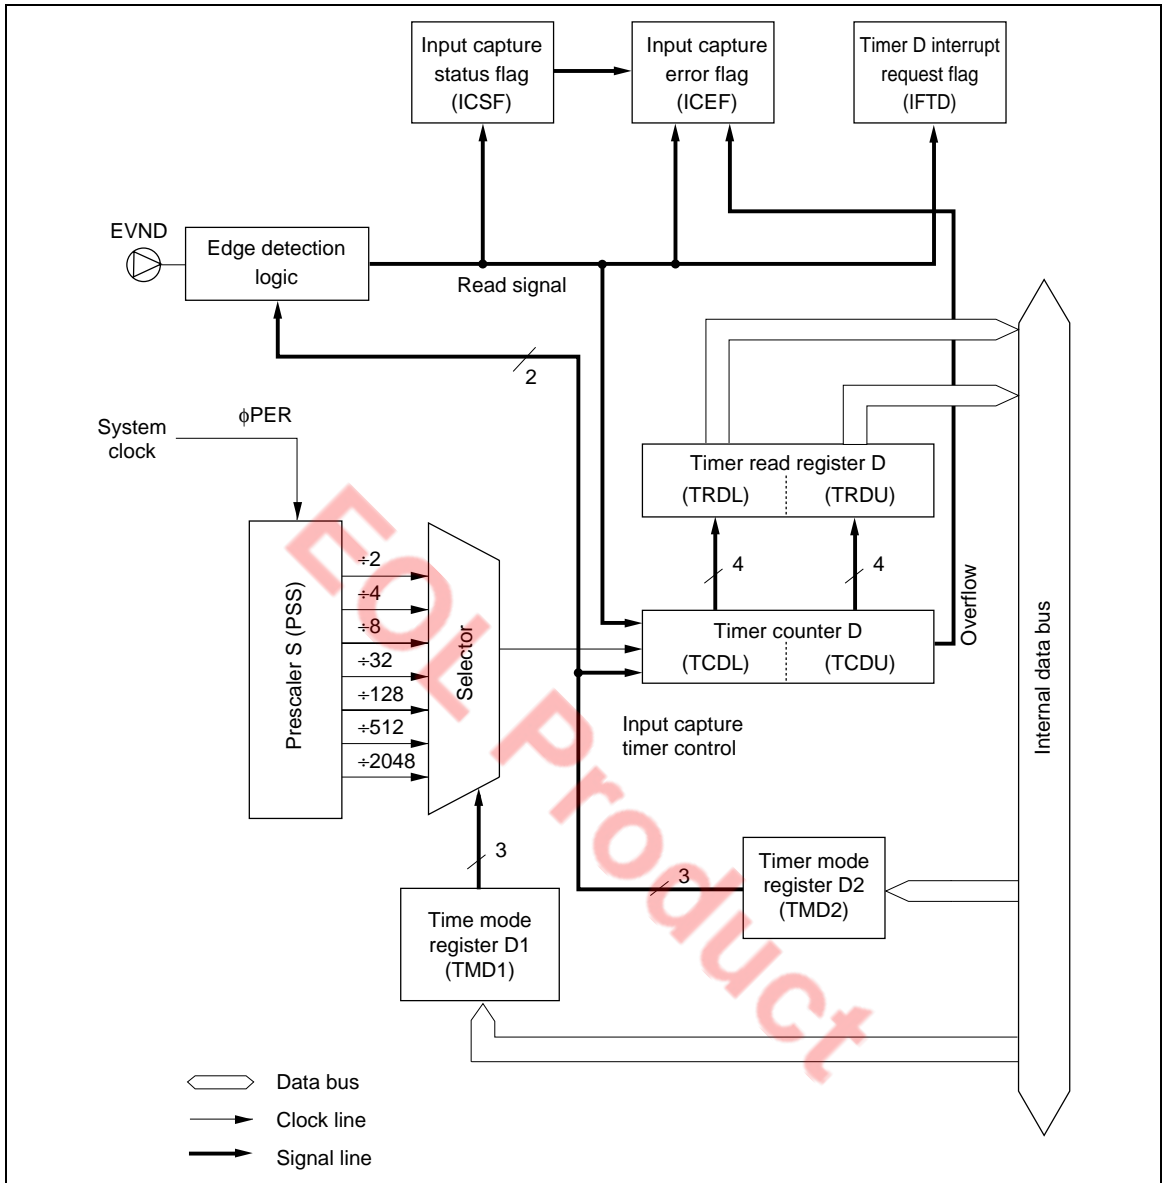 Input capture
status flag
(ICSF)
Input capture
error flag
(ICEF)
Timer D interrupt
request flag
(IFTD)
EVND
Edge detection
logic
Read signal
2
System
clock
ϕPER
Timer read register D
(TRDL)
(TRDU)
4
4
Overflow
Prescaler S (PSS)
÷2
÷4
÷8
÷32
÷128
÷512
÷2048
Selector
Timer counter D
(TCDL)
(TCDU)
Internal data bus
Input capture
timer control
3
3
Timer mode
register D2
(TMD2)
Time mode
register D1
(TMD1)
Data bus
Clock line
Signal line
EOL Product